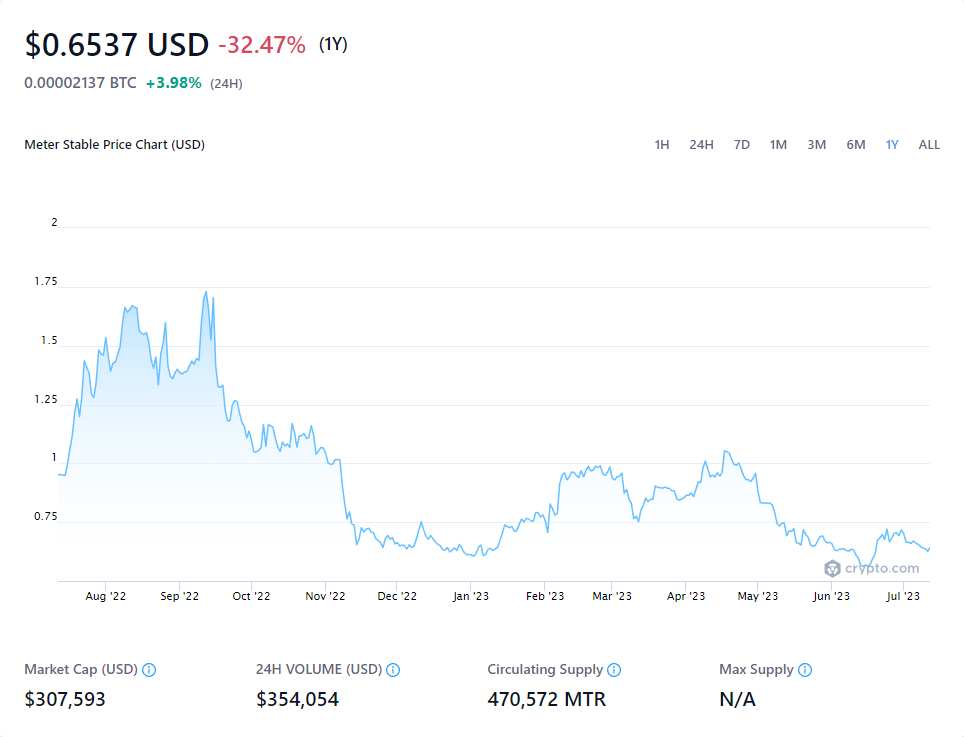 $0.6537 USD -32.47% (1Y)
0.00002137 BTC +3.98% (24H)
Meter Stable Price Chart (USD) 1H 24H 7D 1M 3M 6M 1Y ALL
2
1.75
1.5
1.25
1
0.75
crypto.com
Aug '22 Sep '22 Oct '22 Nov '22 Dec '22 Jan '23 Feb '23 Mar '23 Apr '23 May '23 Jun '23 Jul '23
Market Cap (USD) 24H VOLUME (USD) Circulating Supply Max Supply
$307,593 $354,054 470,572 MTR N/A